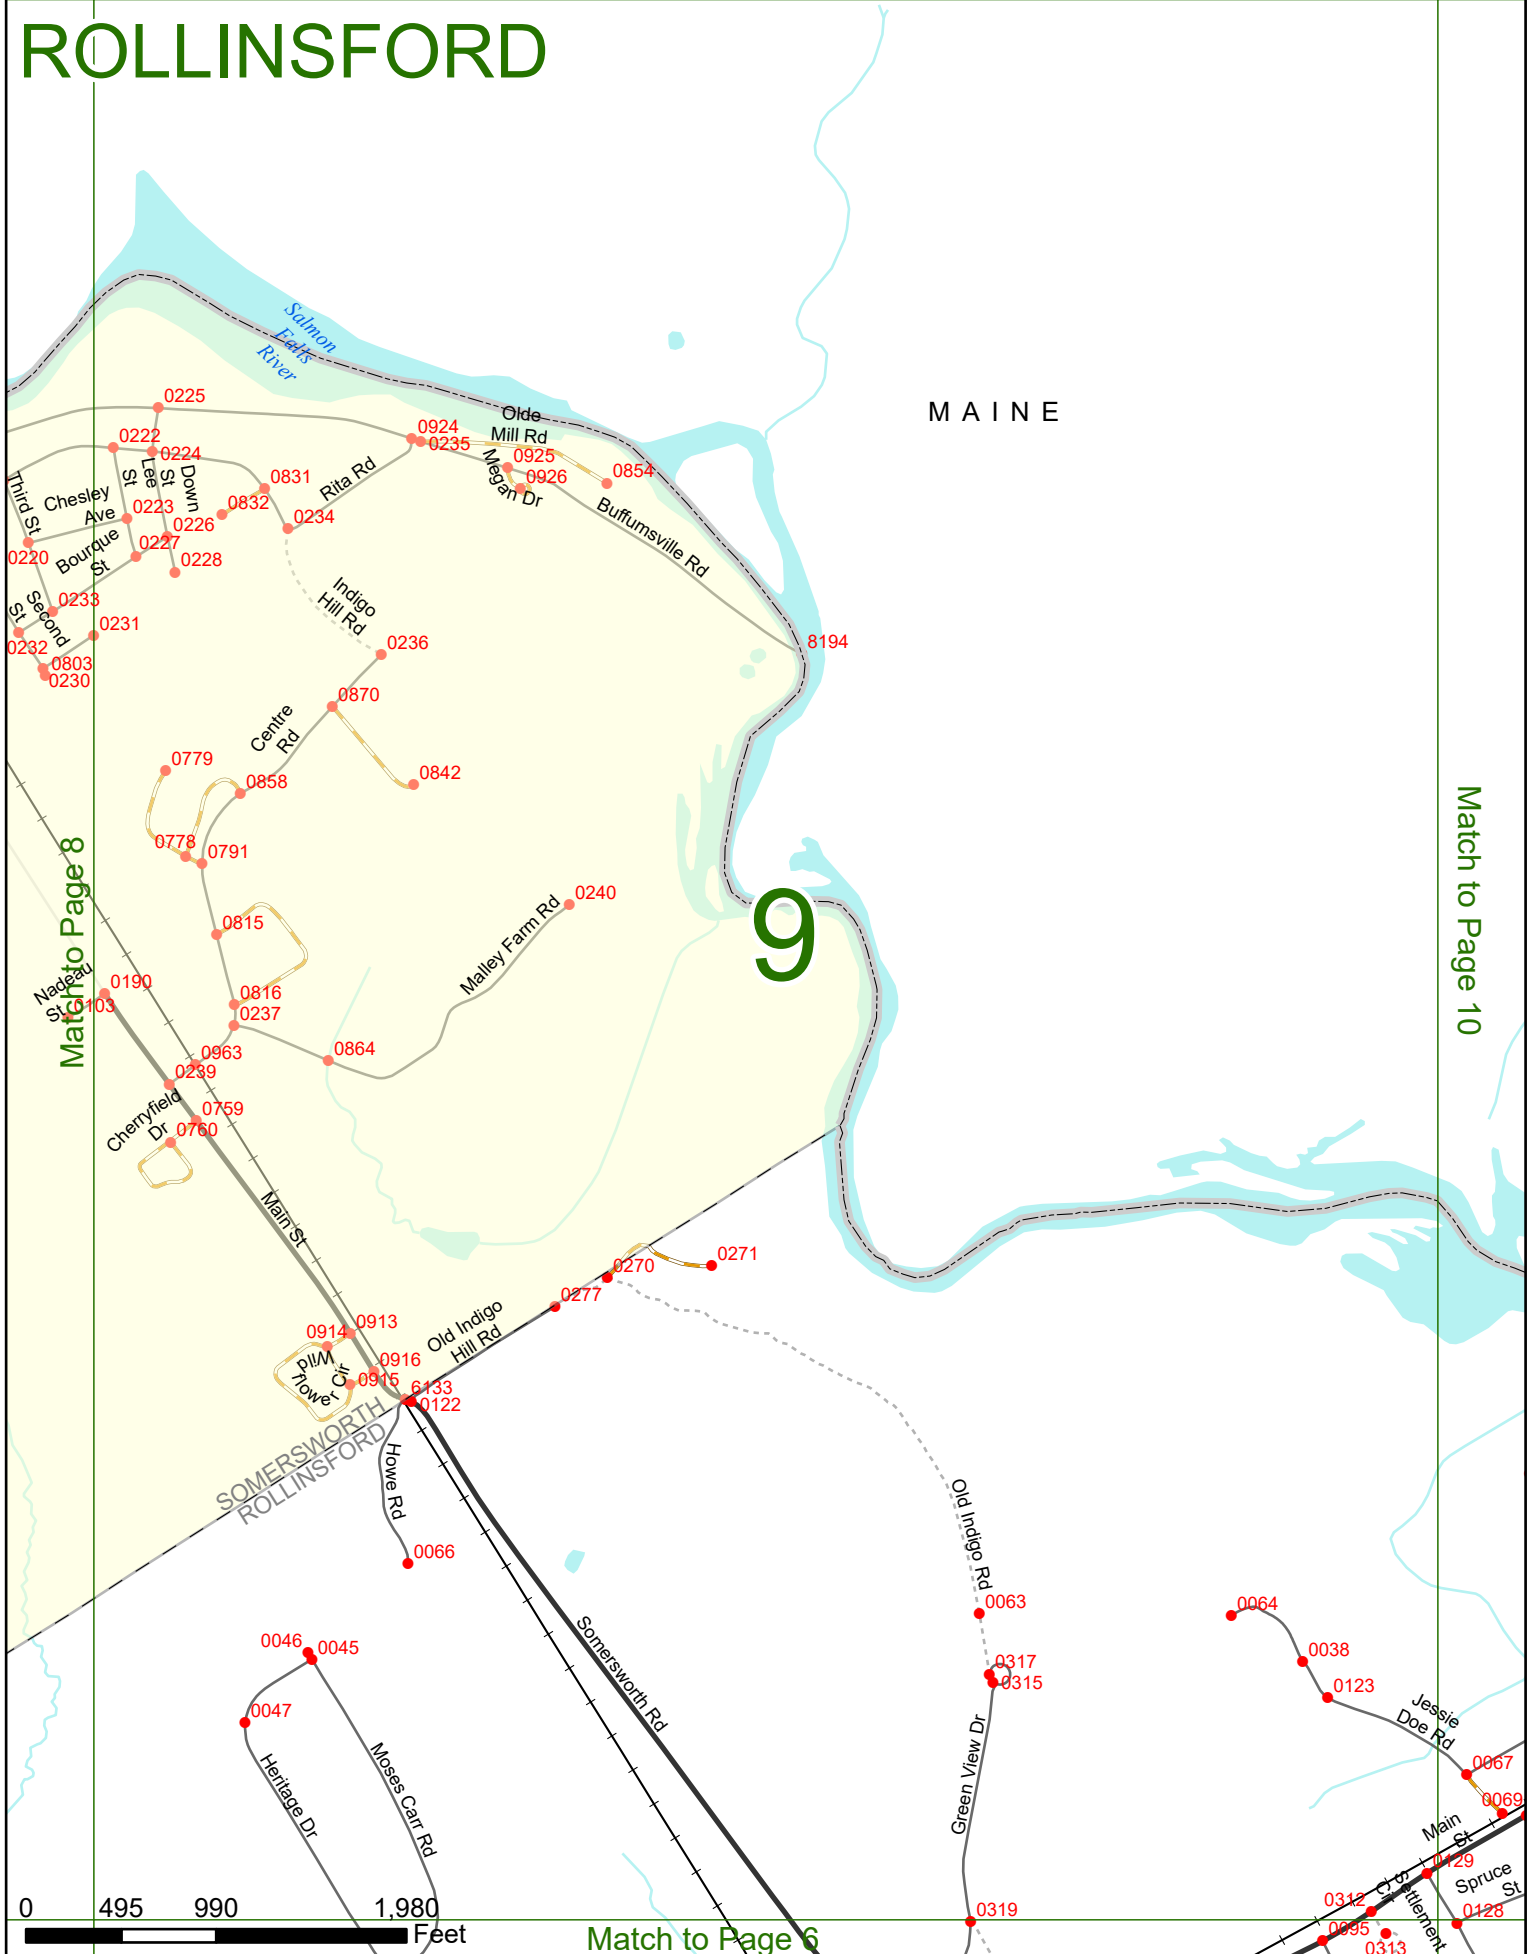 ROLLINSFORD
Salmon
Falls
River
MAINE
0225
0222
0224
0924
0235
Olde
Mill Rd
0925
0926
Megan Dr
0854
Third St
St
Lee
St
Down
0831
0832
Rita Rd
0234
Chesley
Ave
0223
0226
0220
Bourque
St
0227
0228
Buffumsville Rd
0233
Second
St
0231
0232
0803
0230
Indigo
Hill Rd
0236
8194
0870
Centre
Rd
0779
0858
0842
0778
0791
Match to Page 8
Match to Page 10
9
0240
0815
Malley Farm Rd
Nadeau
St
0190
0103
0816
0237
0963
0864
0239
Cherryfield
Dr
0759
0760
Main St
0270
0271
0277
Old Indigo
Hill Rd
0913
0914
Wild
flower Cir
0916
0915
6133
0122
SOMERSWORTH
ROLLINSFORD
Howe Rd
0066
Old Indigo Rd
0063
0064
0046
0045
Somersworth Rd
0317
0315
0038
0123
0047
Jessie
Doe Rd
Heritage Dr
Moses Carr Rd
Green View Dr
0067
0069
Main
St
0129
Spruce
St
Settlement
Cir
0312
0128
0319
0095
0313
0 495 990 1,980
Feet
Match to Page 6